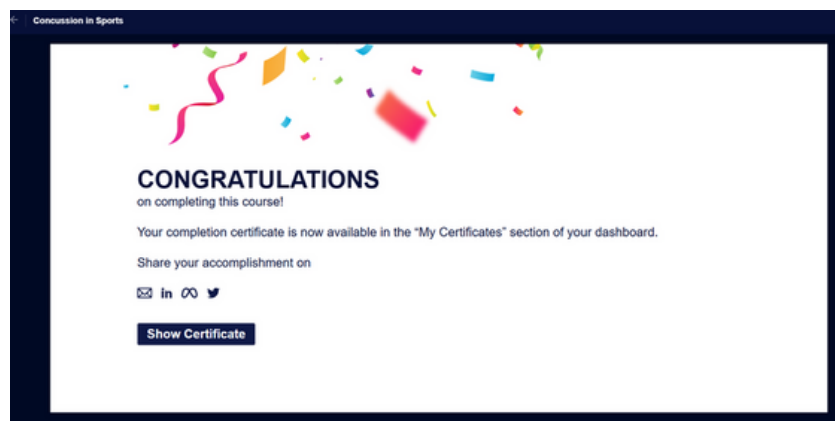 Concussion in Sports
CONGRATULATIONS
on completing this course!
Your completion certificate is now available in the “My Certificates” section of your dashboard.
Share your accomplishment on
in
Show Certificate